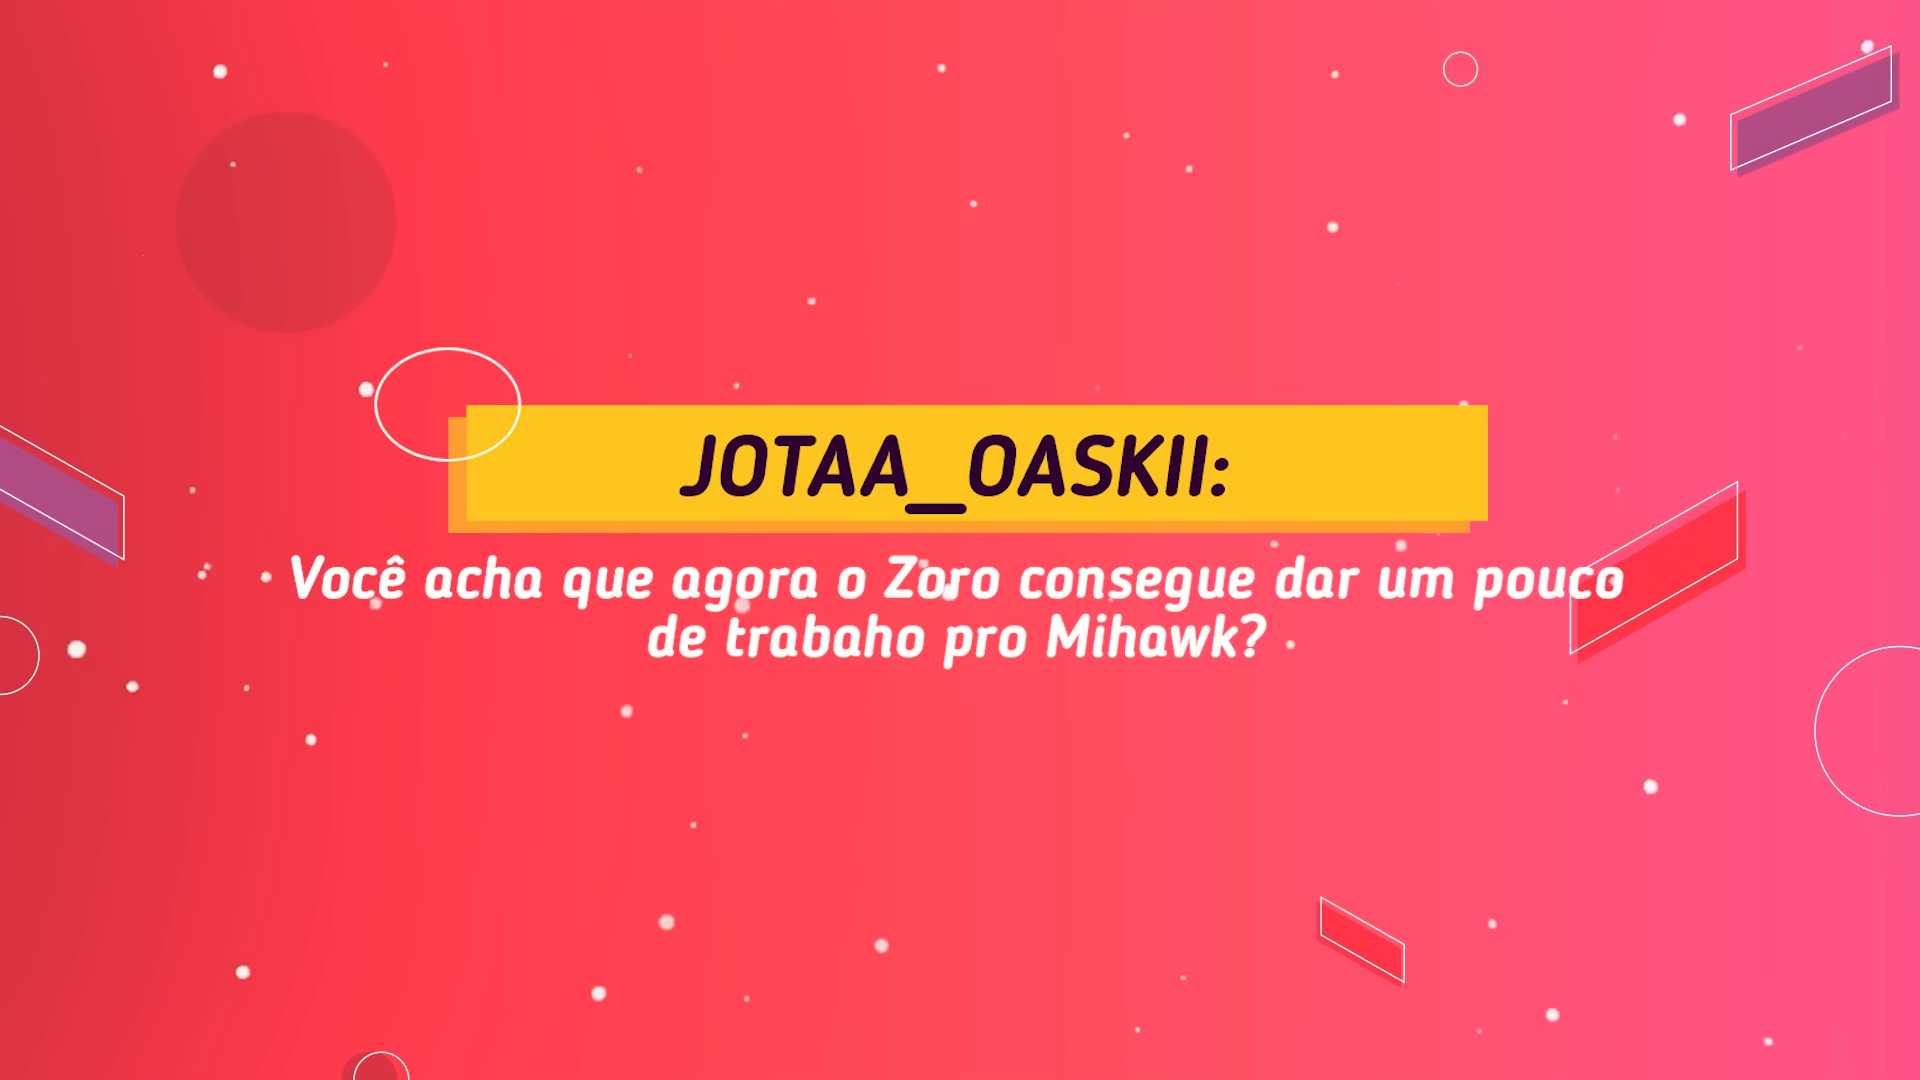 JOTAA_OASKII:
Você acha que agora o Zoro consegue dar um pouco
de trabaho pro Mihawk?